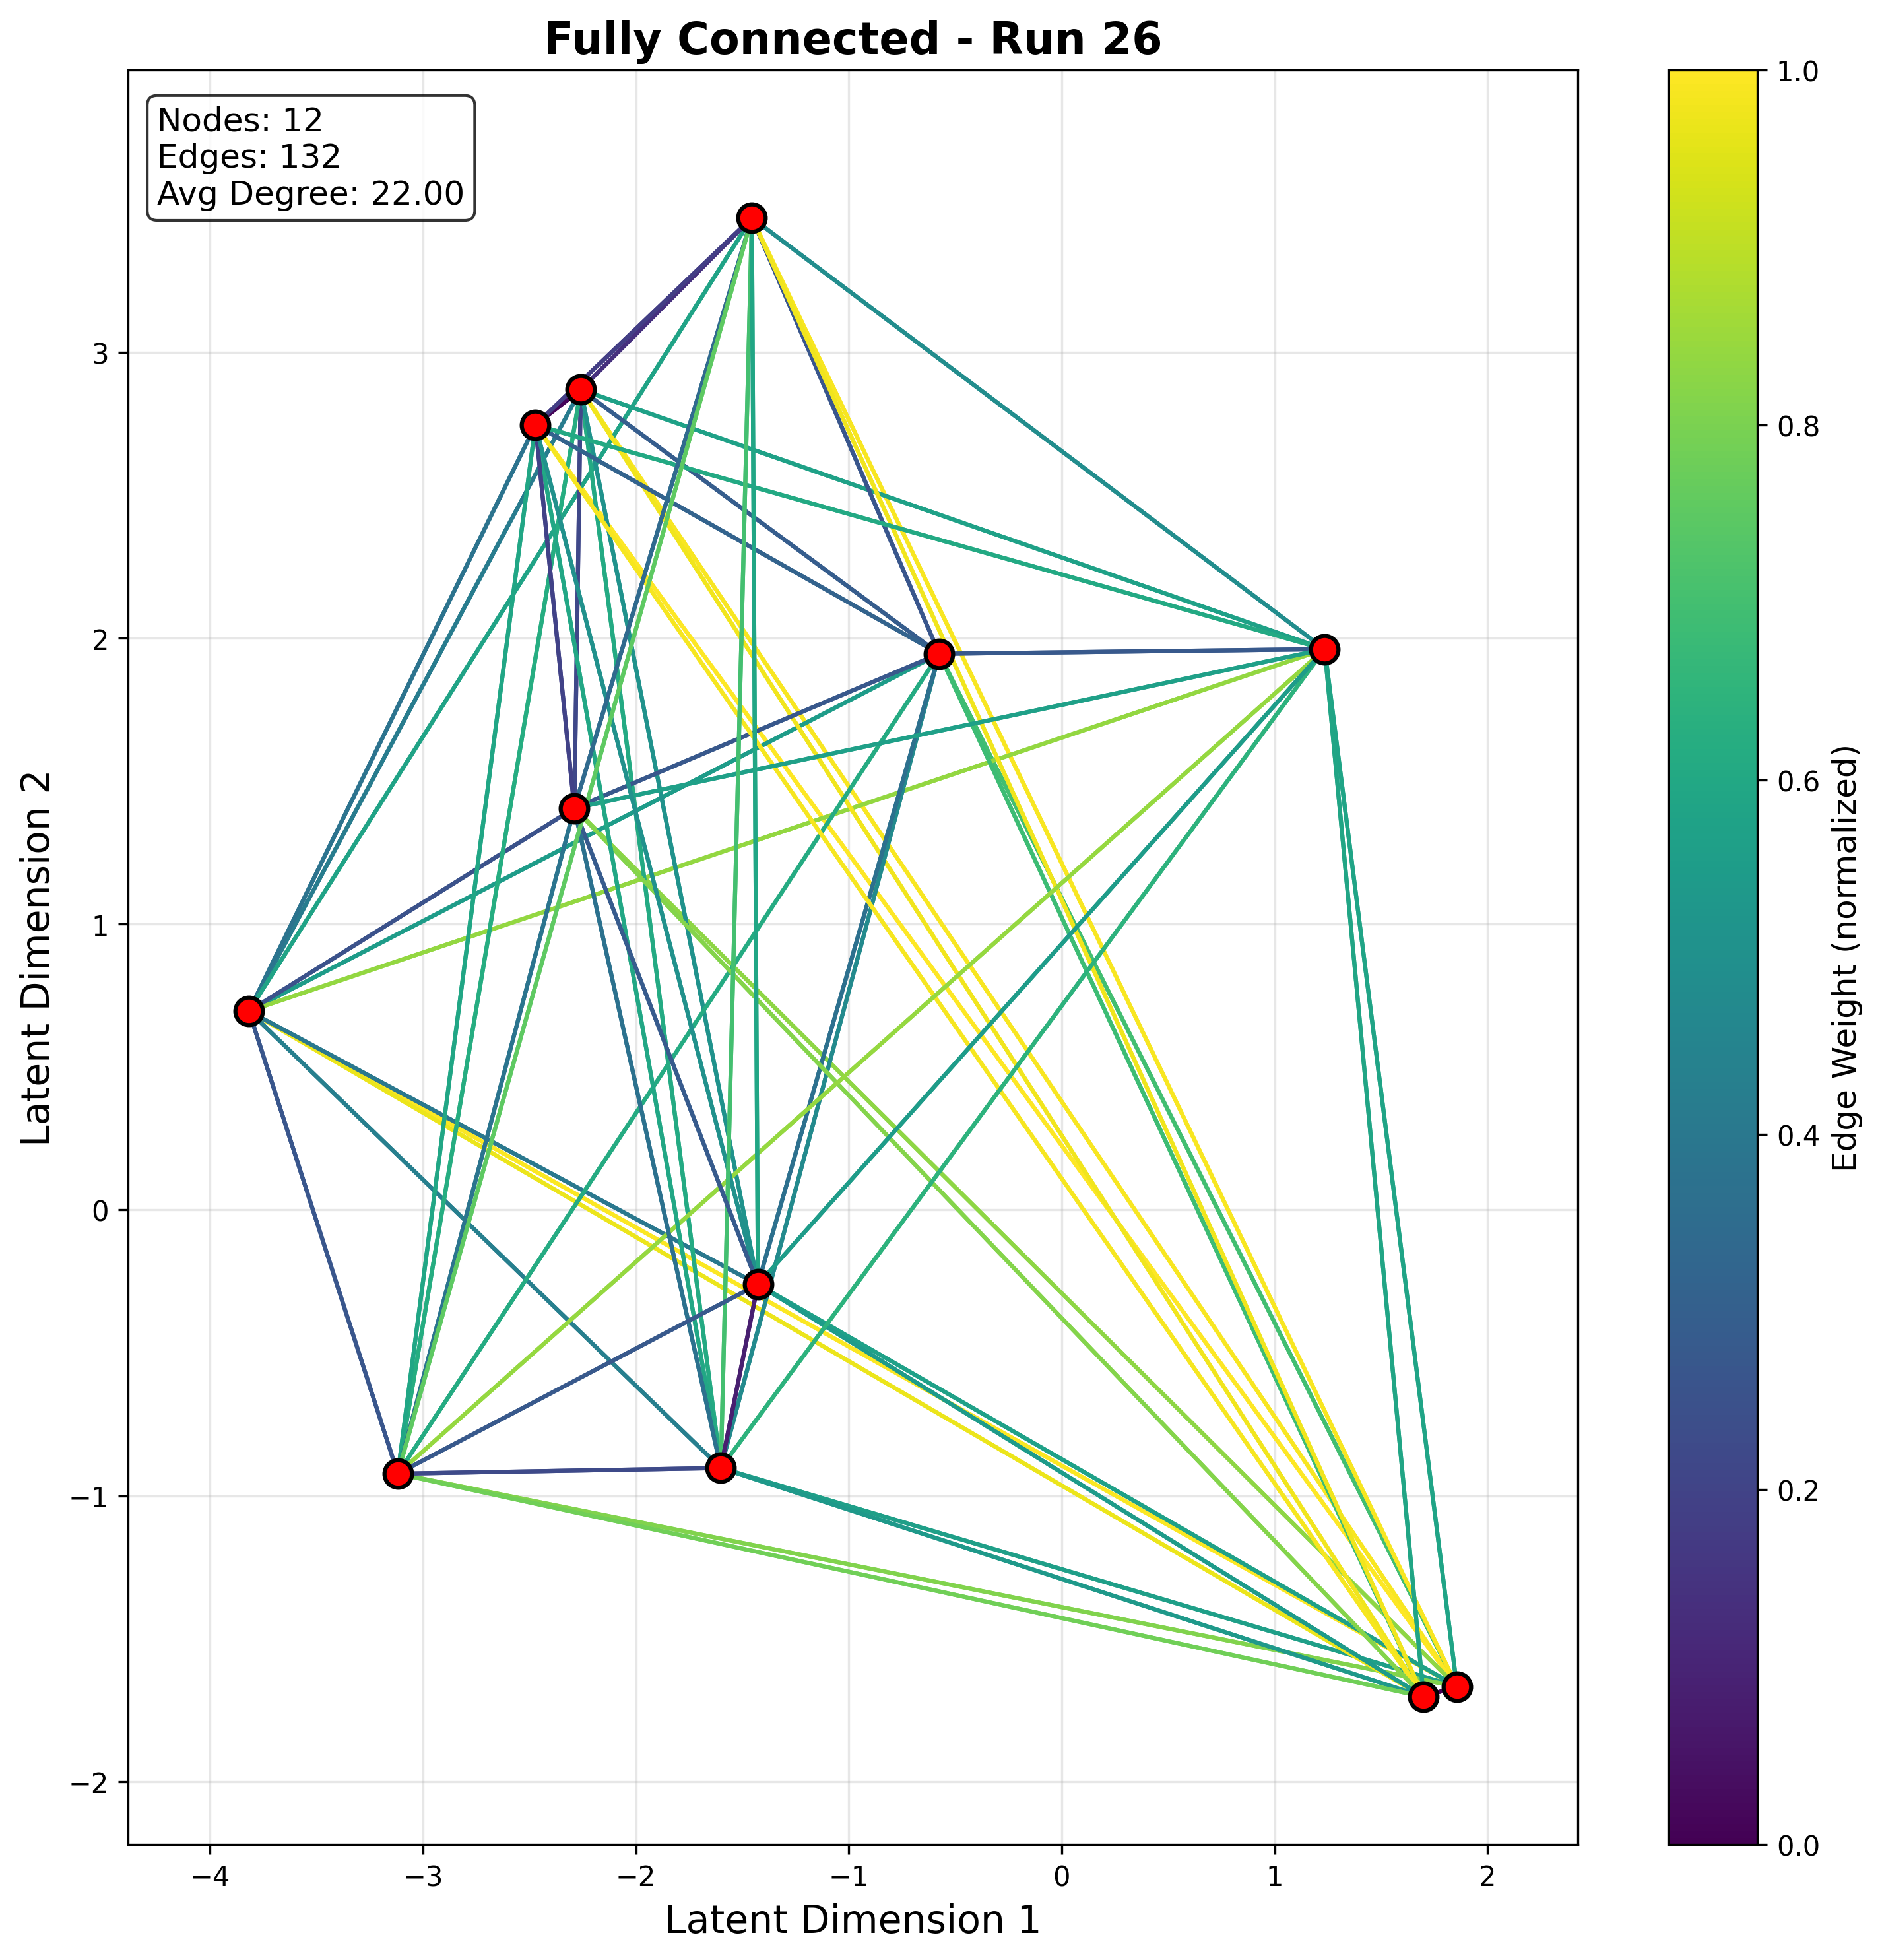 Fully Connected - Run 26
Nodes: 12
Edges: 132
Avg Degree: 22.00
3
2
1
0
−1
−2
Latent Dimension 2
−4
−3
−2
−1
0
1
2
Latent Dimension 1
1.0
0.8
0.6
0.4
0.2
0.0
Edge Weight (normalized)